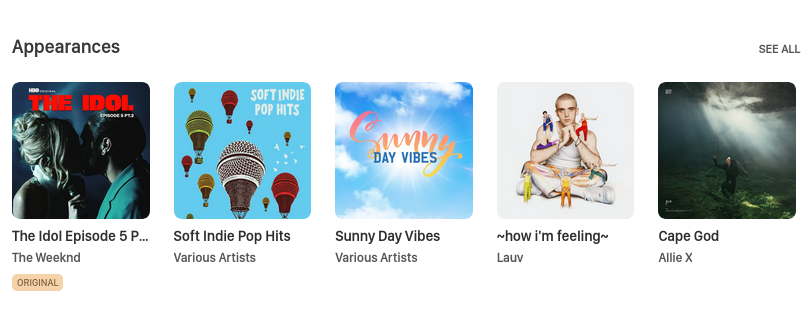 Appearances
SEE ALL
HBO ORIGINAL
THE IDOL
EPISODE 5 PT.2
SOFT INDIE
POP HITS
Sunny
DAY VIBES
The Idol Episode 5 P...
Soft Indie Pop Hits
Sunny Day Vibes
~how i'm feeling~
Cape God
The Weeknd
Various Artists
Various Artists
Lauv
Allie X
ORIGINAL